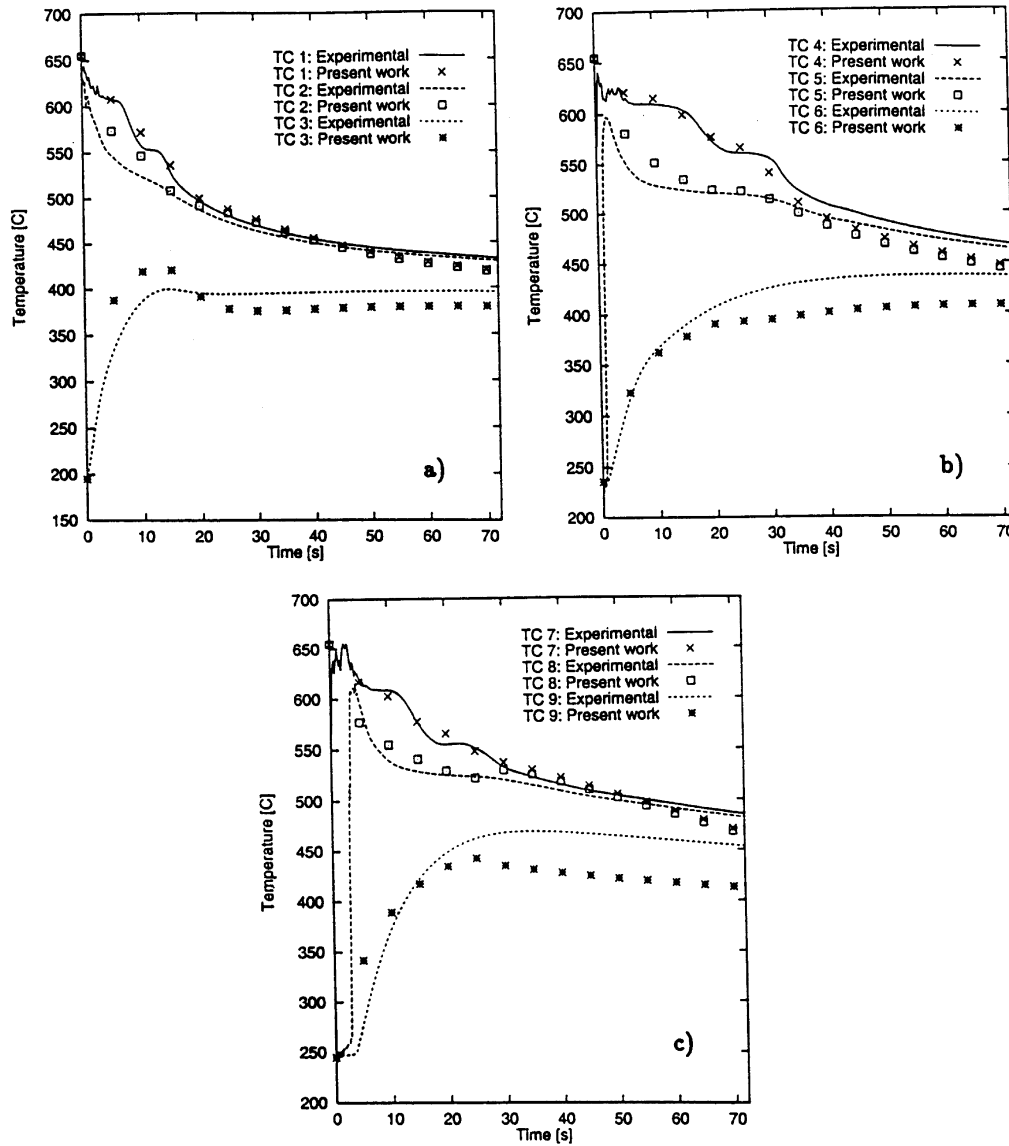 700
650
600
550
500
450
400
350
300
250
200
150
Temperature [C]
TC 1: Experimental
TC 1: Present work
TC 2: Experimental
TC 2: Present work
TC 3: Experimental
TC 3: Present work
a)
0 10 20 30 40 50 60 70
Time [s]
700
650
600
550
500
450
400
350
300
250
200
Temperature [C]
TC 4: Experimental
TC 4: Present work
TC 5: Experimental
TC 5: Present work
TC 6: Experimental
TC 6: Present work
b)
0 10 20 30 40 50 60 70
Time [s]
700
650
600
550
500
450
400
350
300
250
200
Temperature [C]
TC 7: Experimental
TC 7: Present work
TC 8: Experimental
TC 8: Present work
TC 9: Experimental
TC 9: Present work
c)
0 10 20 30 40 50 60 70
Time [s]